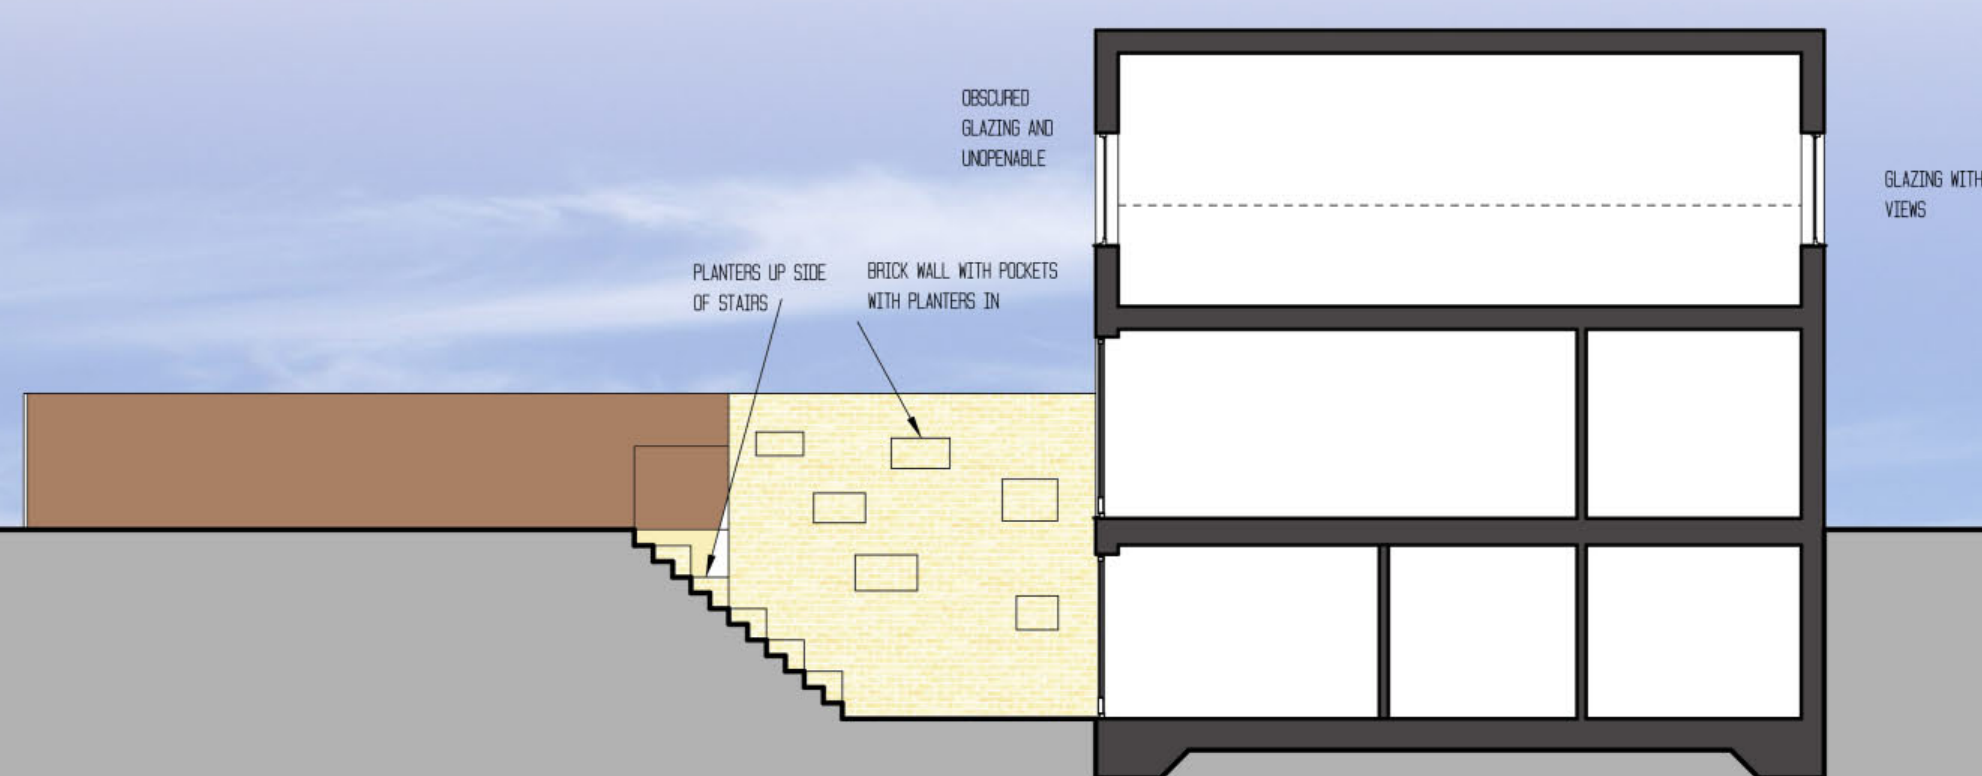 OBSCURED
GLAZING AND
UNOPENABLE
GLAZING WITH
VIEWS
PLANTERS UP SIDE
OF STAIRS
BRICK WALL WITH POCKETS
WITH PLANTERS IN